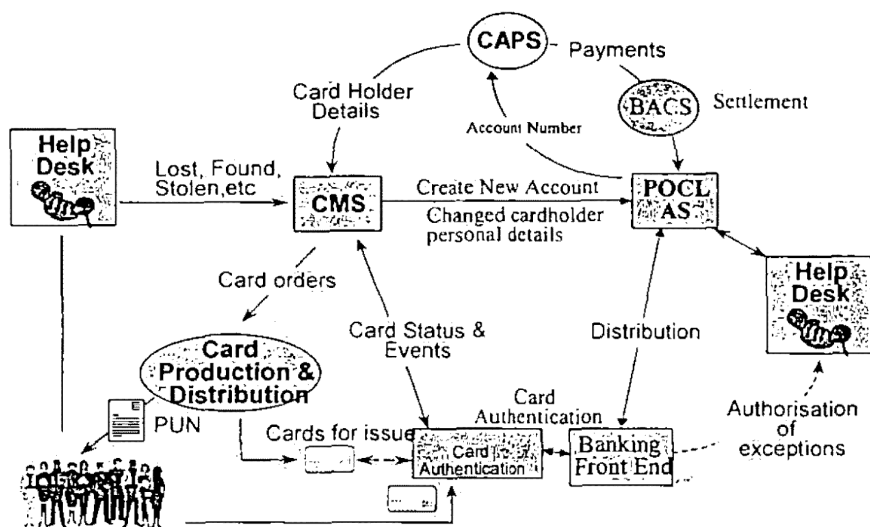 CAPS
Payments
Card Holder
Details
BACS
Settlement
Account Number
Help
Desk
Lost, Found,
Stolen,etc
CMS
Create New Account
Changed cardholder
personal details
POCL
AS
Help
Desk
Card orders
Card Status &
Events
Distribution
Card
Production &
Distribution
PUN
Card
Authentication
Authorisation
of
exceptions
Cards for issue
Card
Authentication
Banking
Front End